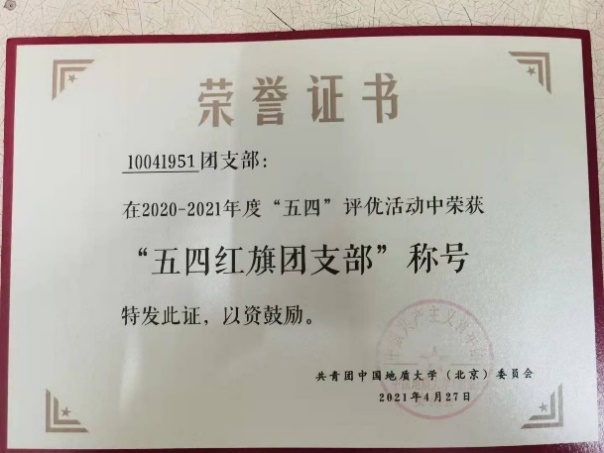 荣誉证书
10041951团支部：
在2020-2021年度“五四”评优活动中荣获
“五四红旗团支部”称号
特发此证，以资鼓励。
共青团中国地质大学（北京）委员会
2021年4月27日